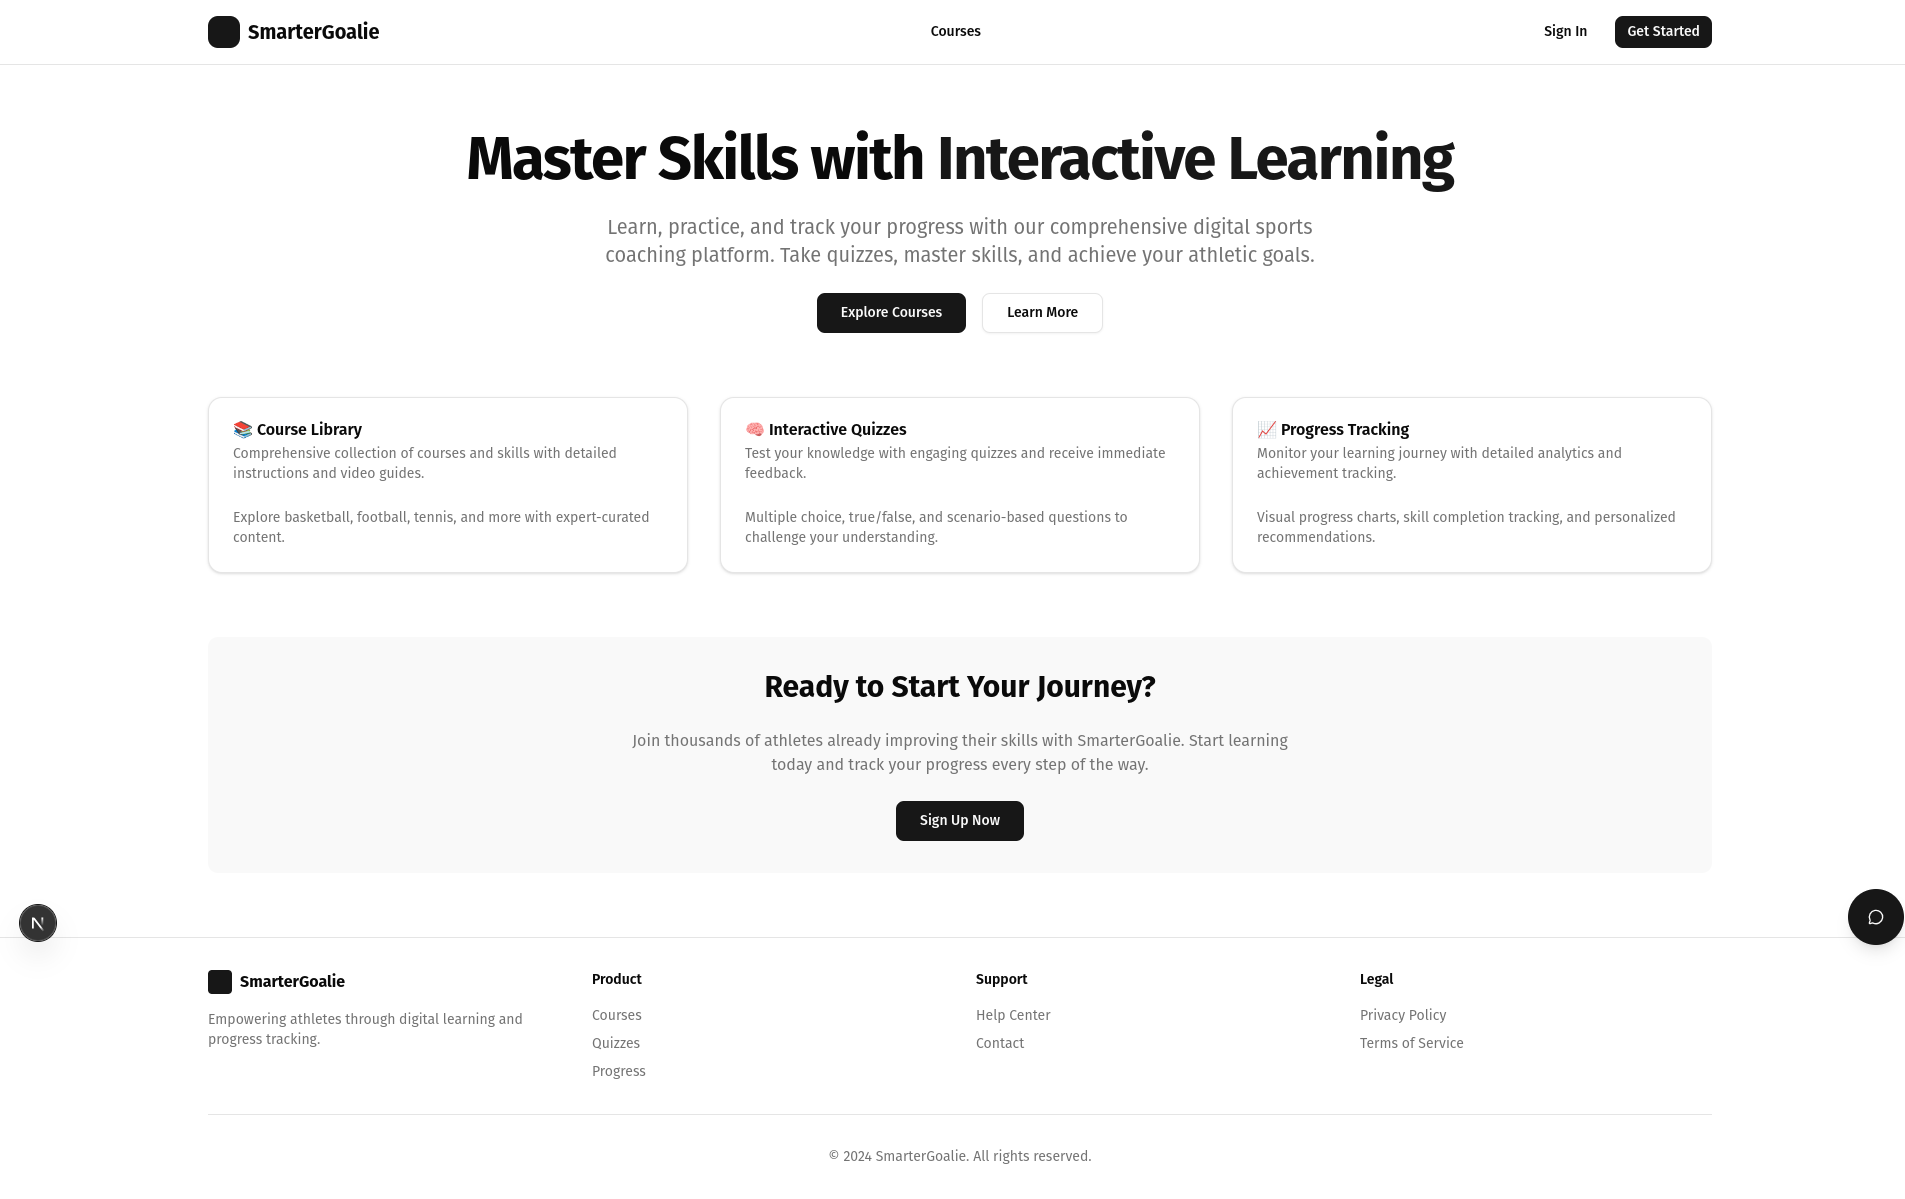 SmarterGoalie
Courses
Sign In
Get Started
Master Skills with Interactive Learning
Learn, practice, and track your progress with our comprehensive digital sports
coaching platform. Take quizzes, master skills, and achieve your athletic goals.
Explore Courses
Learn More
📚 Course Library
Comprehensive collection of courses and skills with detailed
instructions and video guides.
Explore basketball, football, tennis, and more with expert-curated
content.
🧠 Interactive Quizzes
Test your knowledge with engaging quizzes and receive immediate
feedback.
Multiple choice, true/false, and scenario-based questions to
challenge your understanding.
📈 Progress Tracking
Monitor your learning journey with detailed analytics and
achievement tracking.
Visual progress charts, skill completion tracking, and personalized
recommendations.
Ready to Start Your Journey?
Join thousands of athletes already improving their skills with SmarterGoalie. Start learning
today and track your progress every step of the way.
Sign Up Now
N
SmarterGoalie
Empowering athletes through digital learning and
progress tracking.
Product
Courses
Quizzes
Progress
Support
Help Center
Contact
Legal
Privacy Policy
Terms of Service
© 2024 SmarterGoalie. All rights reserved.